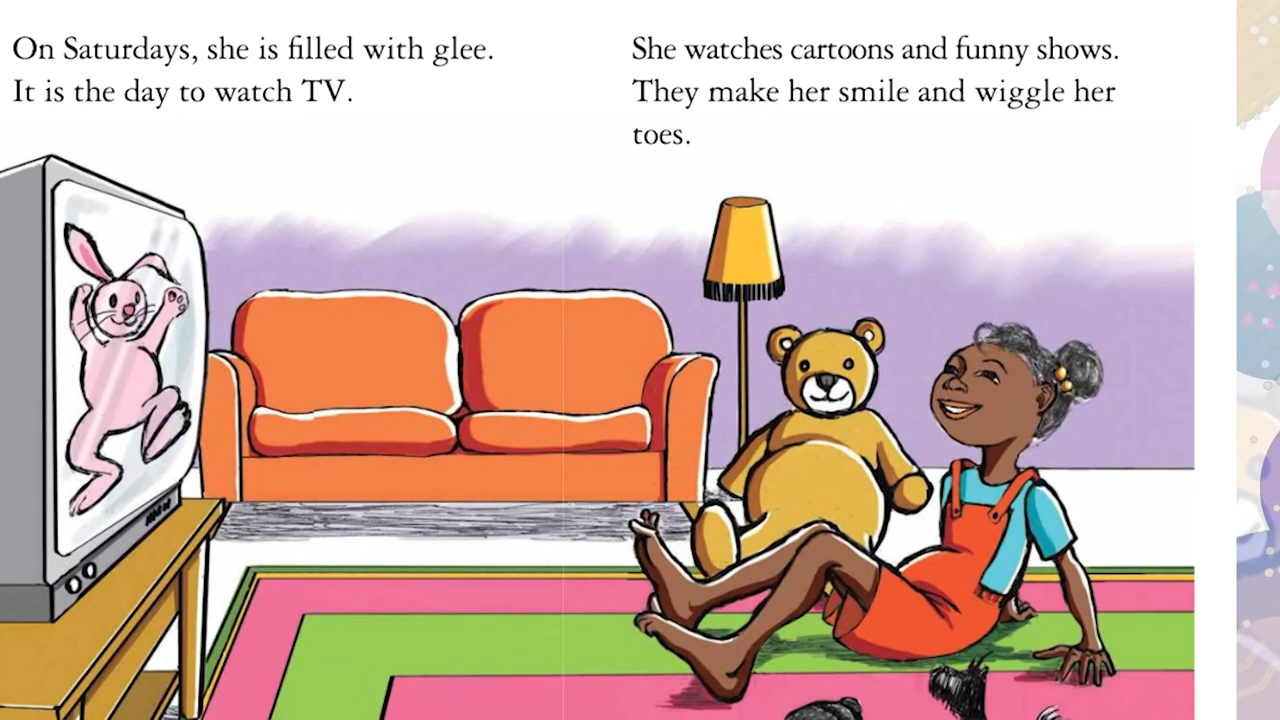 On Saturdays, she is filled with glee.
It is the day to watch TV.
She watches cartoons and funny shows.
They make her smile and wiggle her
toes.